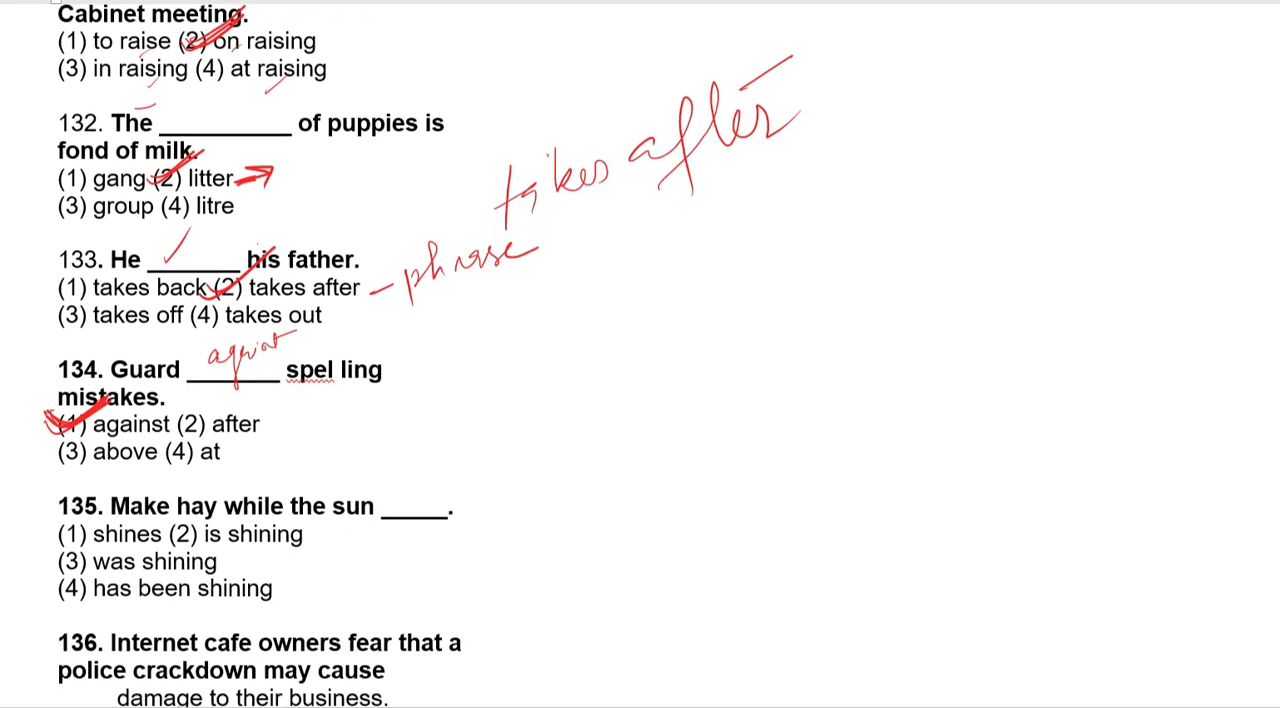 Cabinet meeting.
(1) to raise (2) on raising
(3) in raising (4) at raising
132. The __________ of puppies is
fond of milk.
(1) gang (2) litter
(3) group (4) litre
takes after
133. He _______ his father.
(1) takes back (2) takes after – phrase
(3) takes off (4) takes out
against
134. Guard _______ spel ling
mistakes.
(1) against (2) after
(3) above (4) at
135. Make hay while the sun _____.
(1) shines (2) is shining
(3) was shining
(4) has been shining
136. Internet cafe owners fear that a
police crackdown may cause
damage to their business.